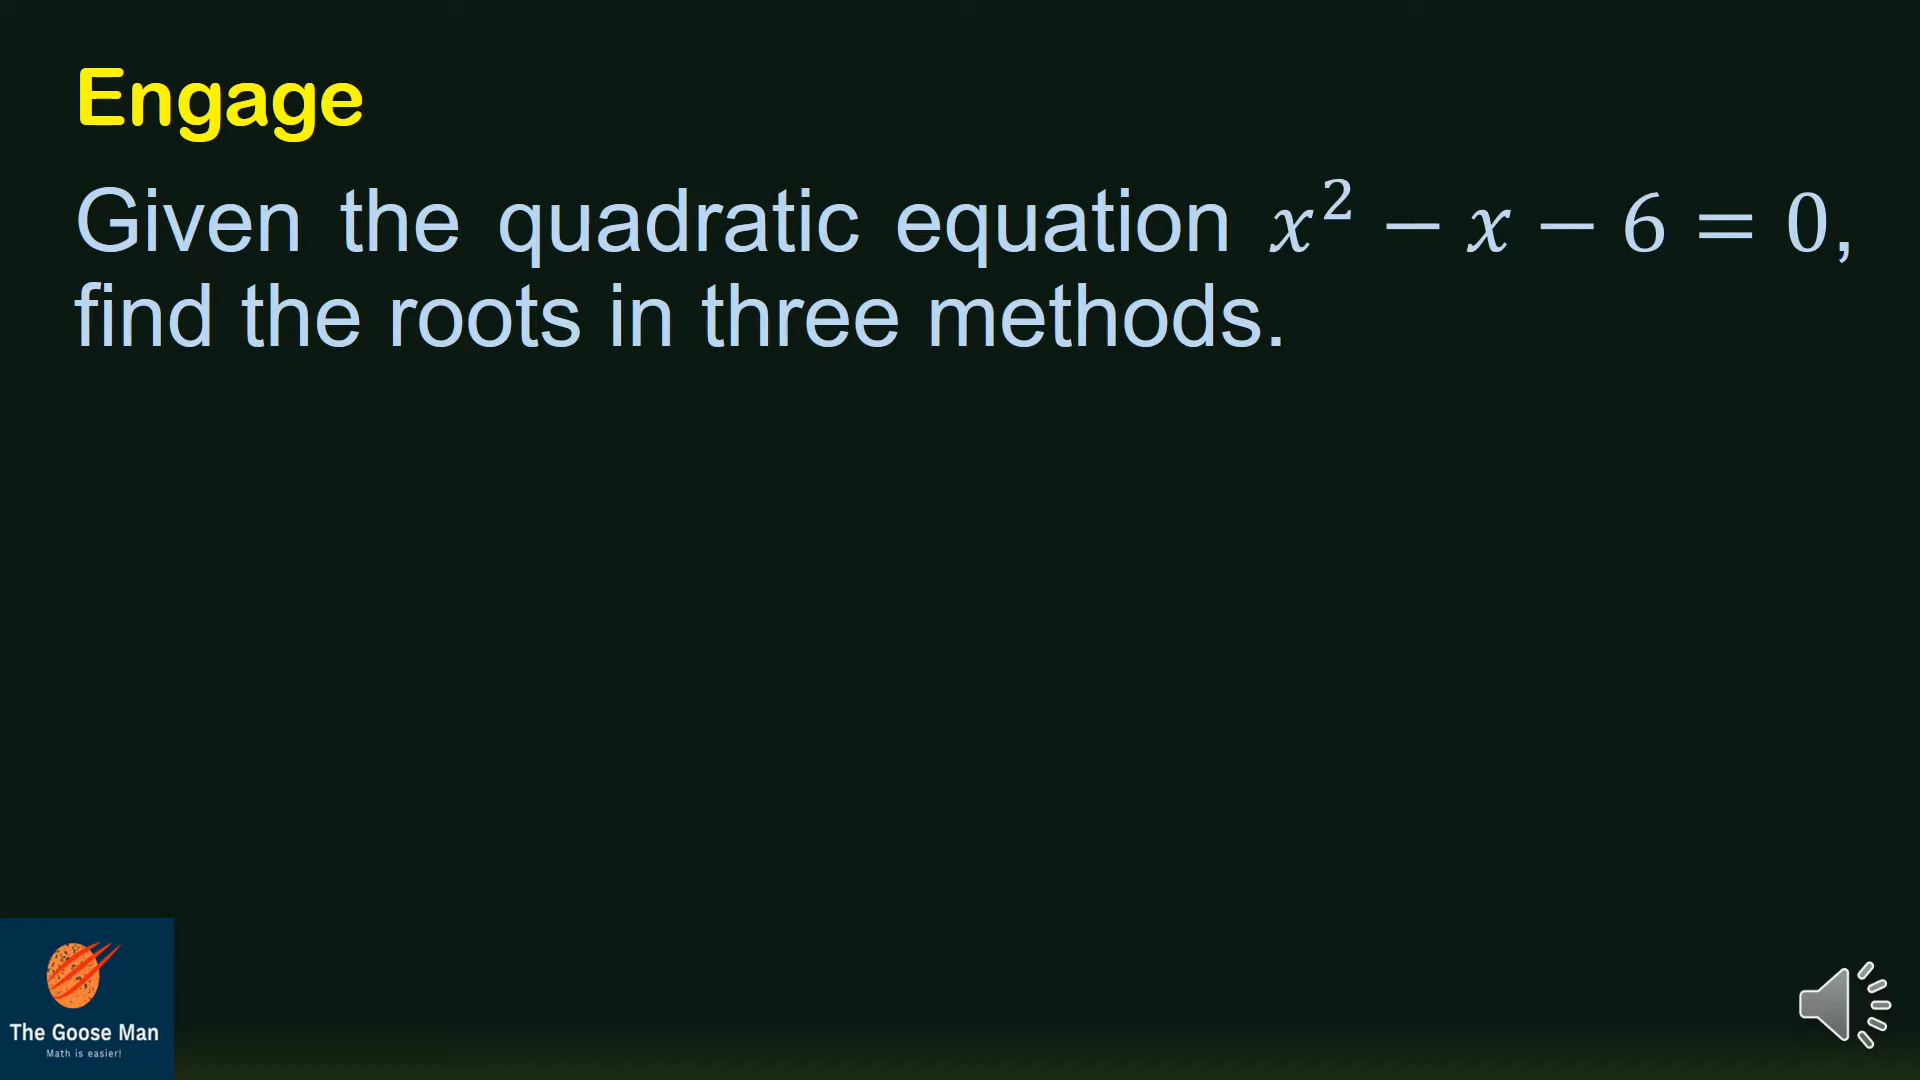 Engage
Given the quadratic equation x² − x − 6 = 0,
find the roots in three methods.
The Goose Man
Math is easier!